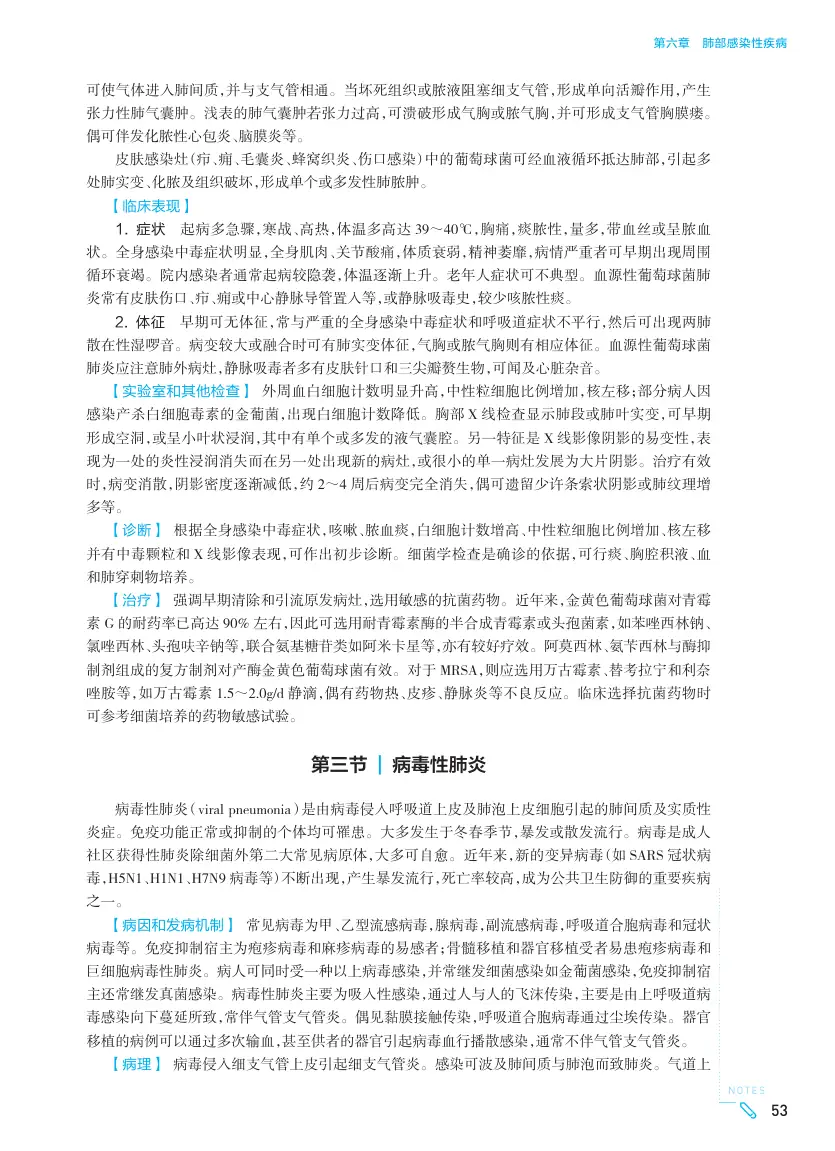 第六章 肺部感染性疾病
可使气体进入肺间质,并与支气管相通。当坏死组织或脓液阻塞细支气管,形成单向活瓣作用,产生
张力性肺气囊肿。浅表的肺气囊肿若张力过高,可溃破形成气胸或脓气胸,并可形成支气管胸膜瘘。
偶可伴发化脓性心包炎、脑膜炎等。
皮肤感染灶(疖、痈、毛囊炎、蜂窝织炎、伤口感染)中的葡萄球菌可经血液循环抵达肺部,引起多
处肺实变、化脓及组织破坏,形成单个或多发性肺脓肿。
【临床表现】
1. 症状 起病多急骤,寒战、高热,体温多高达 39～40℃,胸痛,痰脓性,量多,带血丝或呈脓血
状。全身感染中毒症状明显,全身肌肉、关节酸痛,体质衰弱,精神萎靡,病情严重者可早期出现周围
循环衰竭。院内感染者通常起病较隐袭,体温逐渐上升。老年人症状可不典型。血源性葡萄球菌肺
炎常有皮肤伤口、疖、痈或中心静脉导管置入等,或静脉吸毒史,较少咳脓性痰。
2. 体征 早期可无体征,常与严重的全身感染中毒症状和呼吸道症状不平行,然后可出现两肺
散在性湿啰音。病变较大或融合时可有肺实变体征,气胸或脓气胸则有相应体征。血源性葡萄球菌
肺炎应注意肺外病灶,静脉吸毒者多有皮肤针口和三尖瓣赘生物,可闻及心脏杂音。
【实验室和其他检查】 外周血白细胞计数明显升高,中性粒细胞比例增加,核左移;部分病人因
感染产杀白细胞毒素的金葡菌,出现白细胞计数降低。胸部 X 线检查显示肺段或肺叶实变,可早期
形成空洞,或呈小叶状浸润,其中有单个或多发的液气囊腔。另一特征是 X 线影像阴影的易变性,表
现为一处的炎性浸润消失而在另一处出现新的病灶,或很小的单一病灶发展为大片阴影。治疗有效
时,病变消散,阴影密度逐渐减低,约 2～4 周后病变完全消失,偶可遗留少许条索状阴影或肺纹理增
多等。
【诊断】 根据全身感染中毒症状,咳嗽、脓血痰,白细胞计数增高、中性粒细胞比例增加、核左移
并有中毒颗粒和 X 线影像表现,可作出初步诊断。细菌学检查是确诊的依据,可行痰、胸腔积液、血
和肺穿刺物培养。
【治疗】 强调早期清除和引流原发病灶,选用敏感的抗菌药物。近年来,金黄色葡萄球菌对青霉
素 G 的耐药率已高达 90% 左右,因此可选用耐青霉素酶的半合成青霉素或头孢菌素,如苯唑西林钠、
氯唑西林、头孢呋辛钠等,联合氨基糖苷类如阿米卡星等,亦有较好疗效。阿莫西林、氨苄西林与酶抑
制剂组成的复方制剂对产酶金黄色葡萄球菌有效。对于 MRSA,则应选用万古霉素、替考拉宁和利奈
唑胺等,如万古霉素 1.5～2.0g/d 静滴,偶有药物热、皮疹、静脉炎等不良反应。临床选择抗菌药物时
可参考细菌培养的药物敏感试验。
第三节 | 病毒性肺炎
病毒性肺炎(viral pneumonia)是由病毒侵入呼吸道上皮及肺泡上皮细胞引起的肺间质及实质性
炎症。免疫功能正常或抑制的个体均可罹患。大多发生于冬春季节,暴发或散发流行。病毒是成人
社区获得性肺炎除细菌外第二大常见病原体,大多可自愈。近年来,新的变异病毒(如 SARS 冠状病
毒,H5N1、H1N1、H7N9 病毒等)不断出现,产生暴发流行,死亡率较高,成为公共卫生防御的重要疾病
之一。
【病因和发病机制】 常见病毒为甲、乙型流感病毒,腺病毒,副流感病毒,呼吸道合胞病毒和冠状
病毒等。免疫抑制宿主为疱疹病毒和麻疹病毒的易感者;骨髓移植和器官移植受者易患疱疹病毒和
巨细胞病毒性肺炎。病人可同时受一种以上病毒感染,并常继发细菌感染如金葡菌感染,免疫抑制宿
主还常继发真菌感染。病毒性肺炎主要为吸入性感染,通过人与人的飞沫传染,主要是由上呼吸道病
毒感染向下蔓延所致,常伴气管支气管炎。偶见黏膜接触传染,呼吸道合胞病毒通过尘埃传染。器官
移植的病例可以通过多次输血,甚至供者的器官引起病毒血行播散感染,通常不伴气管支气管炎。
【病理】 病毒侵入细支气管上皮引起细支气管炎。感染可波及肺间质与肺泡而致肺炎。气道上
NOTES
53